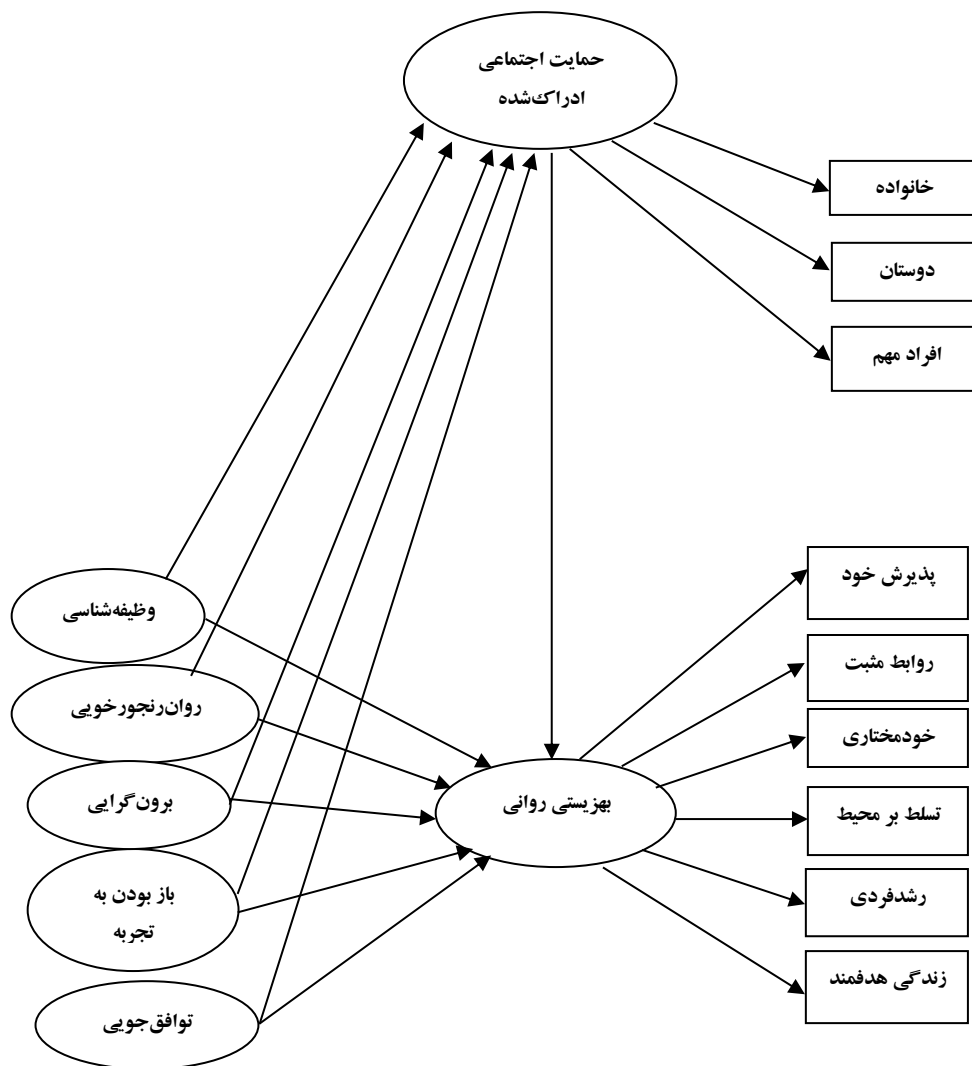 حمایت اجتماعی
ادراک‌شده
خانواده
دوستان
افراد مهم
پذیرش خود
وظیفه‌شناسی
روابط مثبت
روان‌رنجورخویی
خودمختاری
برون‌گرایی
بهزیستی روانی
تسلط بر محیط
باز بودن به
تجربه
رشدفردی
زندگی هدفمند
توافق‌جویی